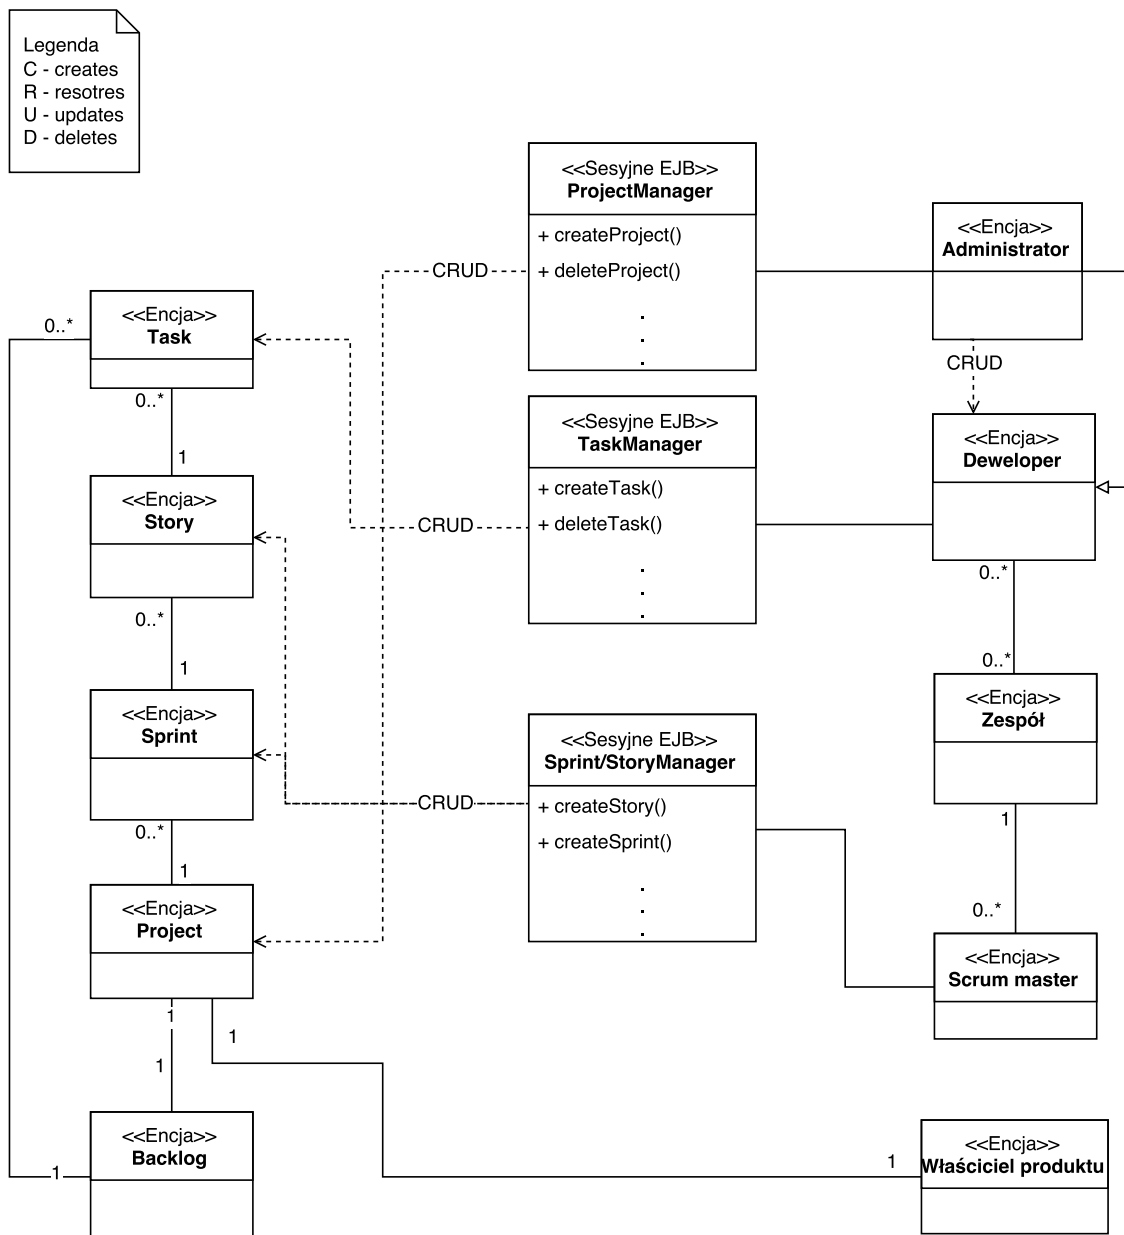 Legenda
C - creates
R - resotres
U - updates
D - deletes
<<Sesyjne EJB>>
ProjectManager
+ createProject()
+ deleteProject()
.
.
.
<<Encja>>
Administrator
CRUD
CRUD
<<Encja>>
Task
0..*
0..*
1
<<Sesyjne EJB>>
TaskManager
+ createTask()
+ deleteTask()
.
.
.
CRUD
<<Encja>>
Deweloper
0..*
0..*
<<Encja>>
Story
0..*
1
<<Encja>>
Sprint
0..*
1
<<Sesyjne EJB>>
Sprint/StoryManager
+ createStory()
+ createSprint()
.
.
.
CRUD
<<Encja>>
Zespół
1
0..*
<<Encja>>
Project
1
1
1
<<Encja>>
Scrum master
<<Encja>>
Backlog
1
1
<<Encja>>
Właściciel produktu